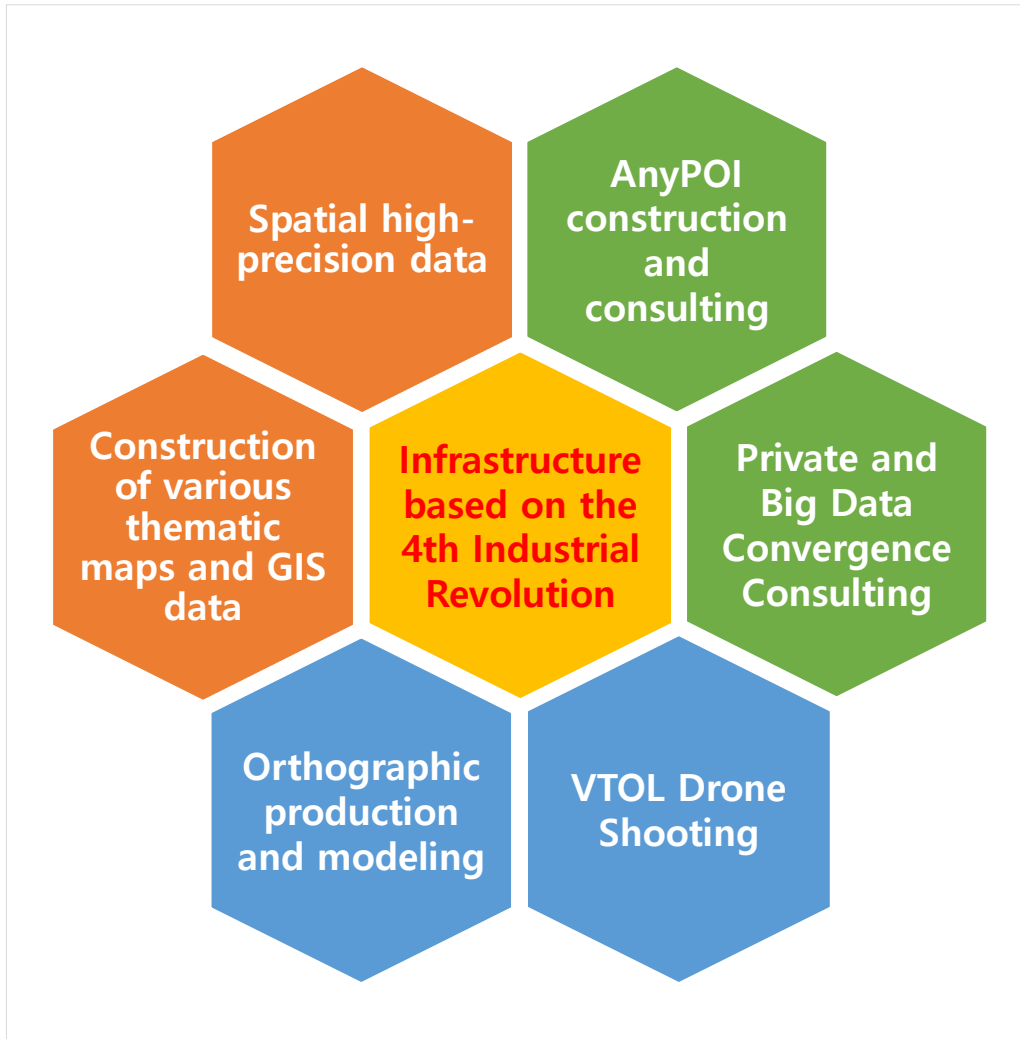 Spatial high-
precision data
AnyPOI
construction
and
consulting
Construction
of various
thematic
maps and GIS
data
Infrastructure
based on the
4th Industrial
Revolution
Private and
Big Data
Convergence
Consulting
Orthographic
production
and modeling
VTOL Drone
Shooting